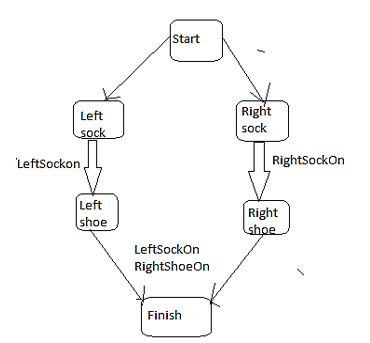 Start
Left
sock
Right
sock
LeftSockon
RightSockOn
Left
shoe
Right
shoe
LeftSockOn
RightShoeOn
Finish